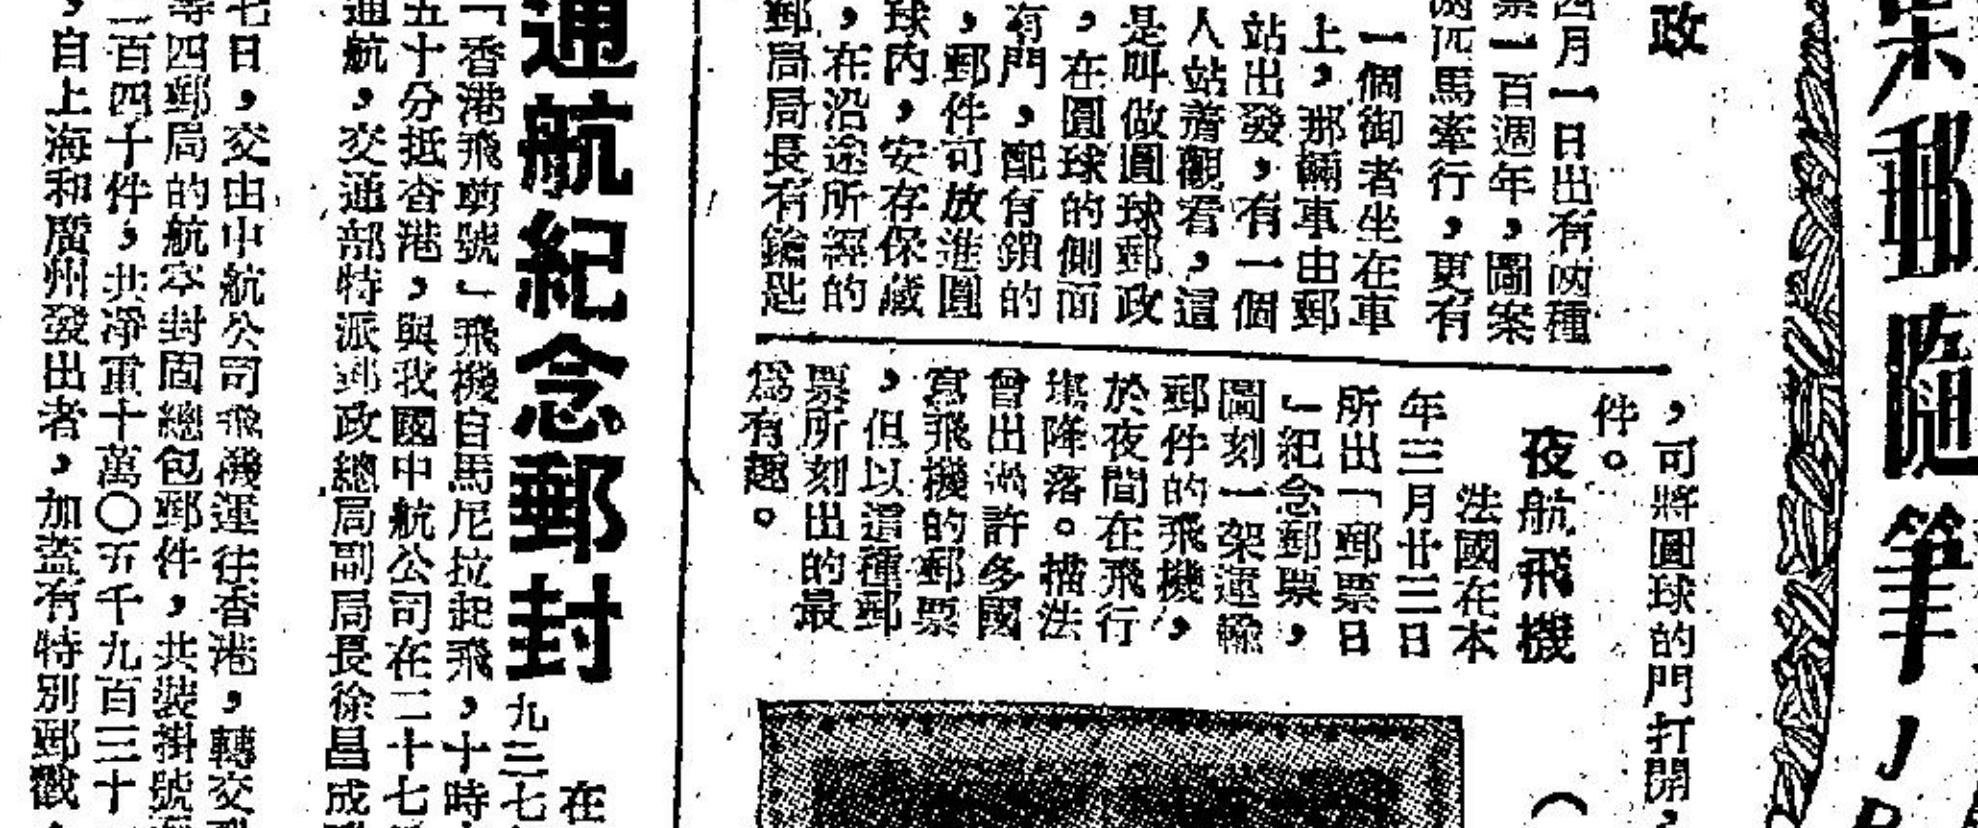 集郵隨筆
政
四月一日出有兩種
票一百週年，圖案
兩匹馬牽行，更有
一個御者坐在車
上，那輛車由郵
站出發，有一個
人站着觀看，這
是叫做圓球郵政
，在圓球的側面
有門，配有鎖的
，郵件可放進圓
球內，安存保藏
，在沿途所經的
郵局局長有鑰匙
，可將圓球的門打開，
件。
夜航飛機
法國在本
年三月廿三日
所出「郵票日
」紀念郵票，
圖刻一架運輸
郵件的飛機，
於夜間在飛行
場降落。描法
曾出過許多國
寫飛機的郵票
，但以這種郵
票所刻出的最
爲有趣。
通航紀念郵封
在
九三七
「香港飛剪號」飛機自馬尼拉起飛，十時
五十分抵香港，與我國中航公司在二十七
通航，交通部特派郵政總局副局長徐昌成
七日，交由中航公司飛機運往香港，轉交
等四郵局的航空封固總包郵件，共裝掛號
二百四十件，共淨重十萬〇五千九百三十
，自上海和廣州發出者，加蓋有特別郵戳